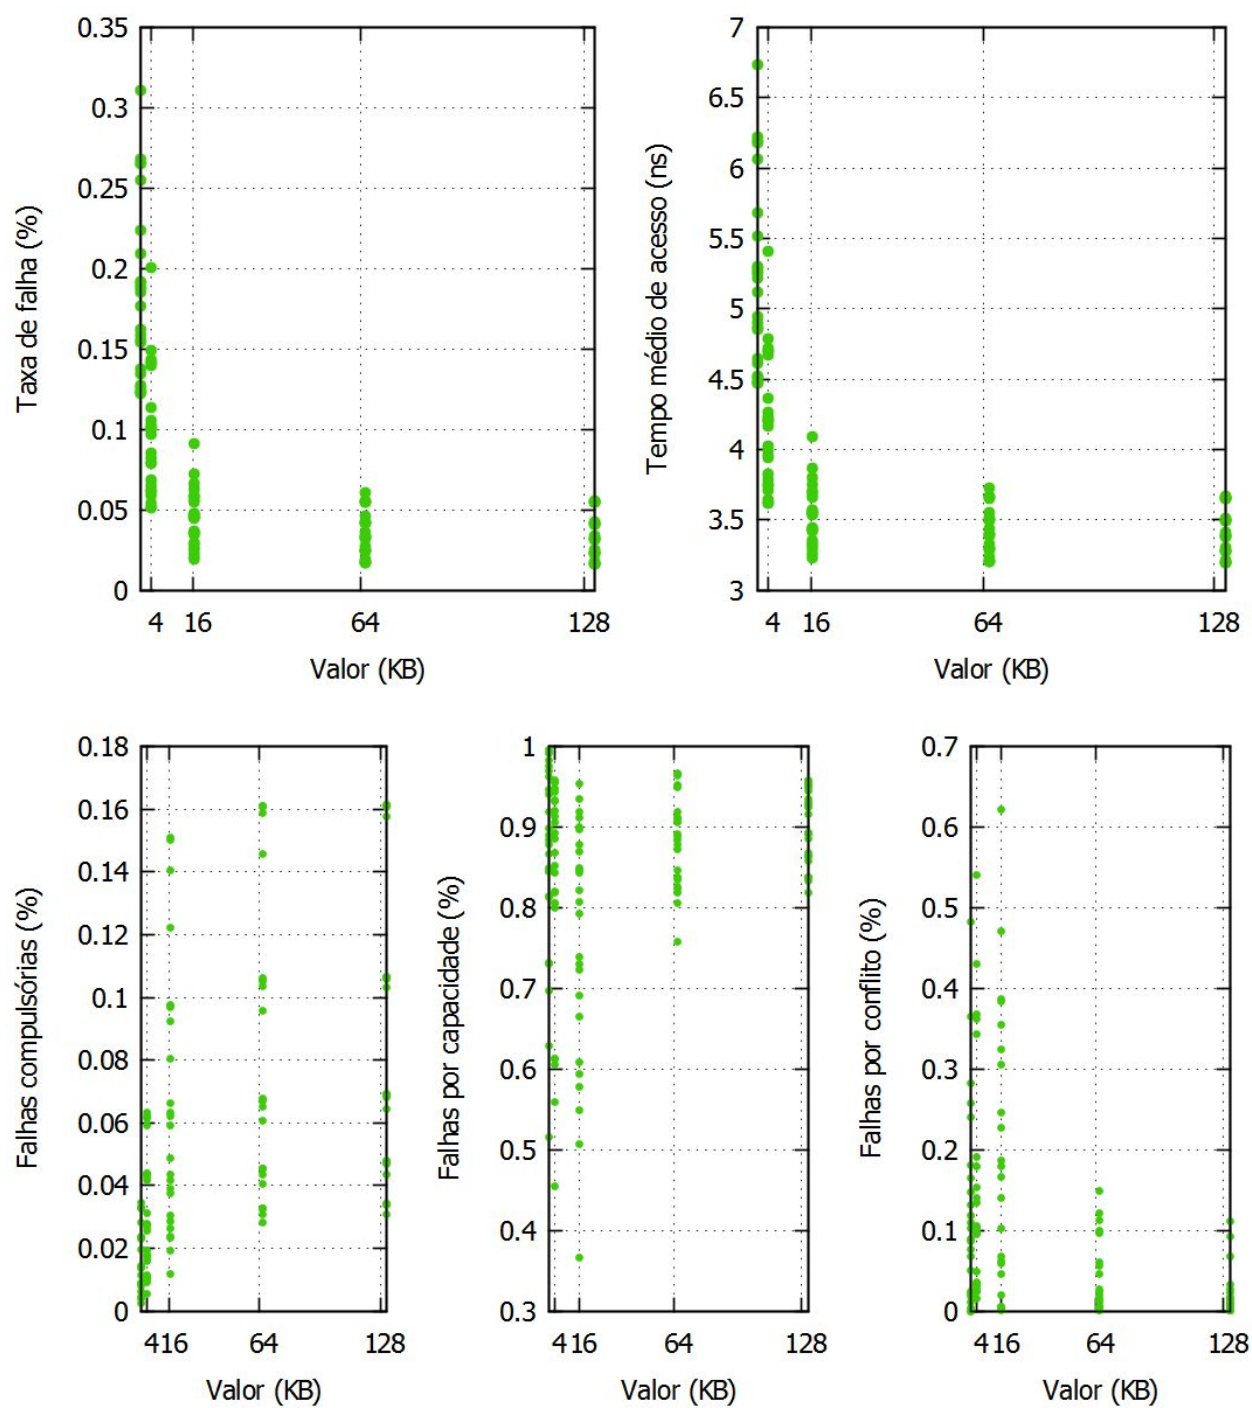 0.35
0.3
0.25
0.2
0.15
0.1
0.05
0
Taxa de falha (%)
4 16 64 128
Valor (KB)
7
6.5
6
5.5
5
4.5
4
3.5
3
Tempo médio de acesso (ns)
4 16 64 128
Valor (KB)
0.18
0.16
0.14
0.12
0.1
0.08
0.06
0.04
0.02
0
Falhas compulsórias (%)
4 16 64 128
Valor (KB)
1
0.9
0.8
0.7
0.6
0.5
0.4
0.3
Falhas por capacidade (%)
4 16 64 128
Valor (KB)
0.7
0.6
0.5
0.4
0.3
0.2
0.1
0
Falhas por conflito (%)
4 16 64 128
Valor (KB)